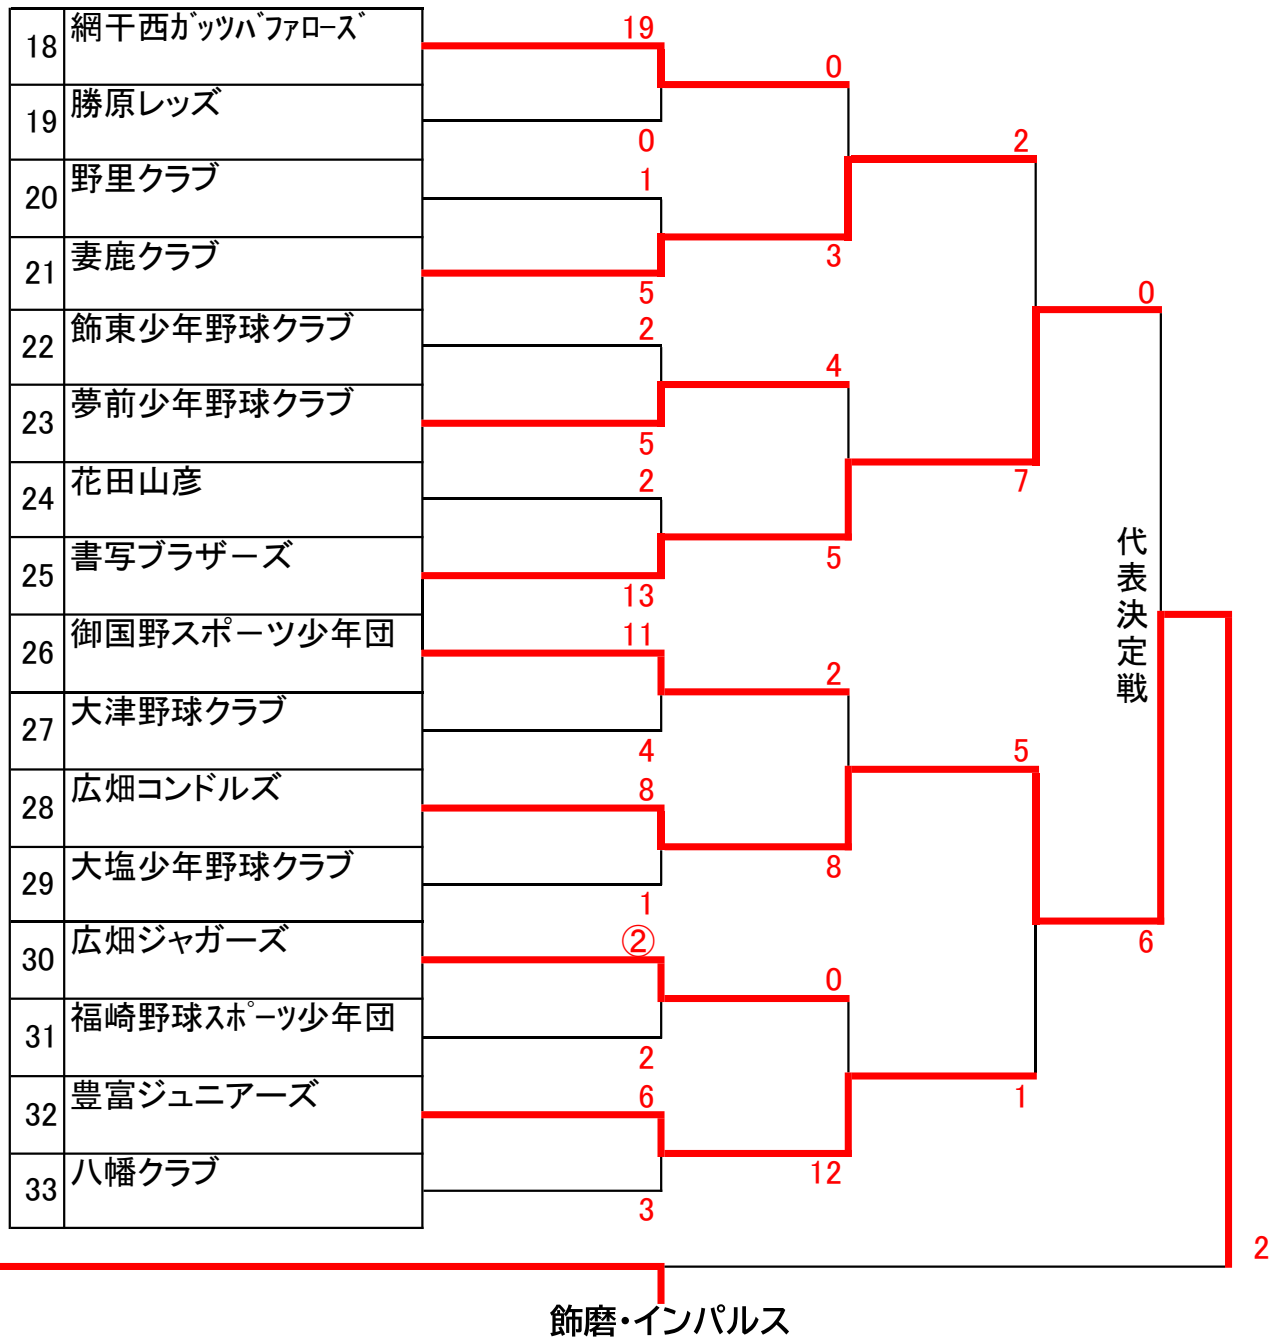 18 網干西ガッツバファローズ
19 勝原レッズ
20 野里クラブ
21 妻鹿クラブ
22 飾東少年野球クラブ
23 夢前少年野球クラブ
24 花田山彦
25 書写ブラザーズ
26 御国野スポーツ少年団
27 大津野球クラブ
28 広畑コンドルズ
29 大塩少年野球クラブ
30 広畑ジャガーズ
31 福崎野球スポーツ少年団
32 豊富ジュニアーズ
33 八幡クラブ
19
0
1
5
2
5
2
13
11
4
8
1
②
2
6
3
0
3
4
5
2
8
0
12
2
7
5
1
0
6
代表決定戦
2
飾磨・インパルス